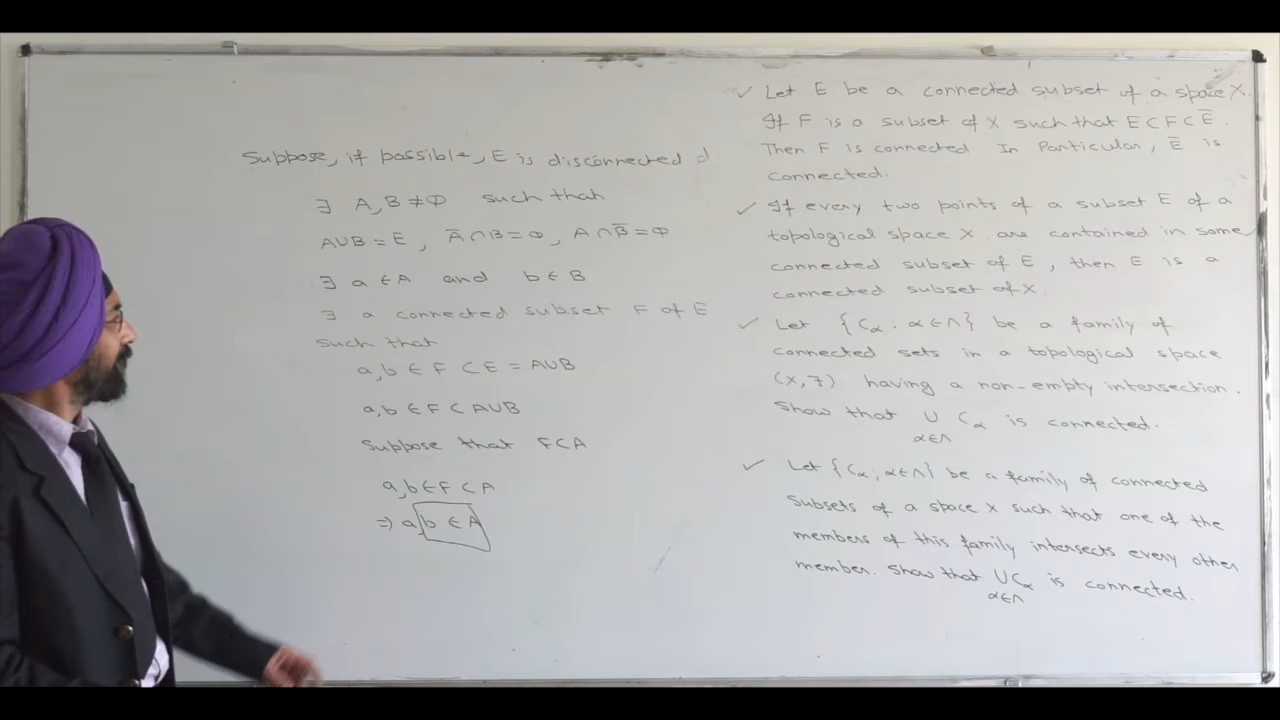 Suppose, if possible, E is disconnected
∃ A, B ≠ Φ such that
A∪B = E, A̅∩B = Φ, A∩B̅ = Φ
∃ a ∈ A and b ∈ B
∃ a connected subset F of E
such that
a, b ∈ F ⊂ E = A∪B
a, b ∈ F ⊂ A∪B
Suppose that F⊂A
a, b ∈ F ⊂ A
⇒ a, b ∈ A
✓ Let E be a connected subset of a space X.
If F is a subset of X such that E⊂F⊂E̅.
Then F is connected In Particular, E̅ is
connected.
✓ If every two points of a subset E of a
topological space X are contained in some
connected subset of E, then E is a
connected subset of X.
✓ Let {Cα : α∈Λ} be a family of
connected sets in a topological space
(X, τ) having a non-empty intersection.
Show that ∪ Cα is connected.
α∈Λ
✓ Let {Cα ; α∈Λ} be a family of connected
subsets of a space X such that one of the
members of this family intersects every other
member. Show that ∪Cα is connected.
α∈Λ